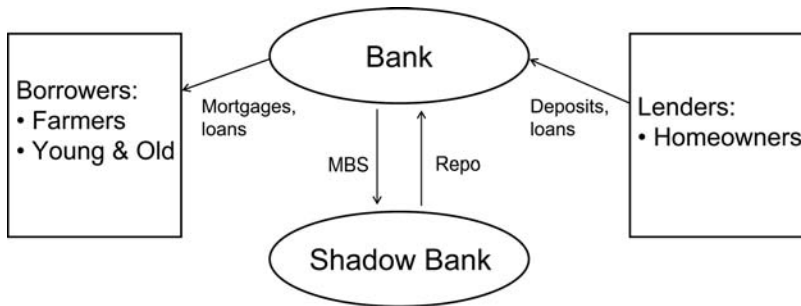 Bank
Borrowers:
• Farmers
• Young & Old
Mortgages,
loans
Deposits,
loans
Lenders:
• Homeowners
MBS
Repo
Shadow Bank